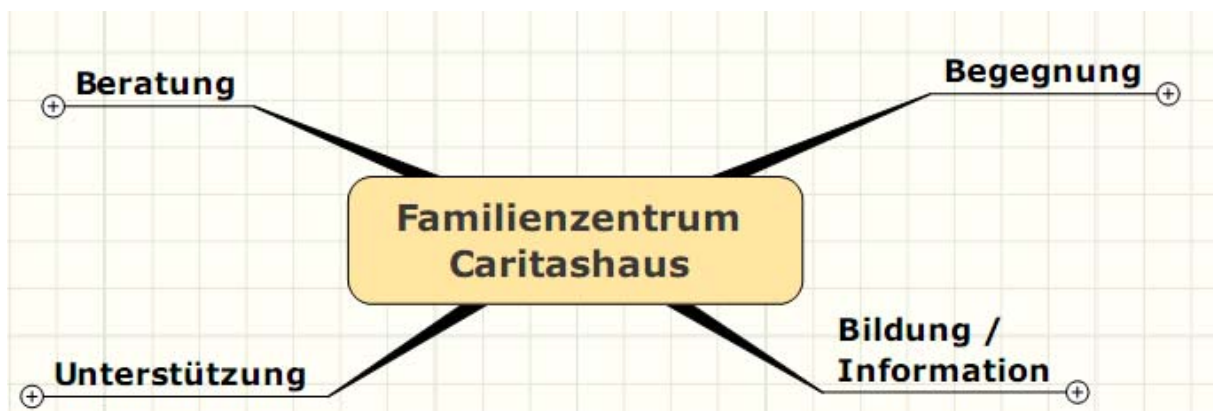 Beratung
Begegnung
Familienzentrum
Caritashaus
Unterstützung
Bildung /
Information